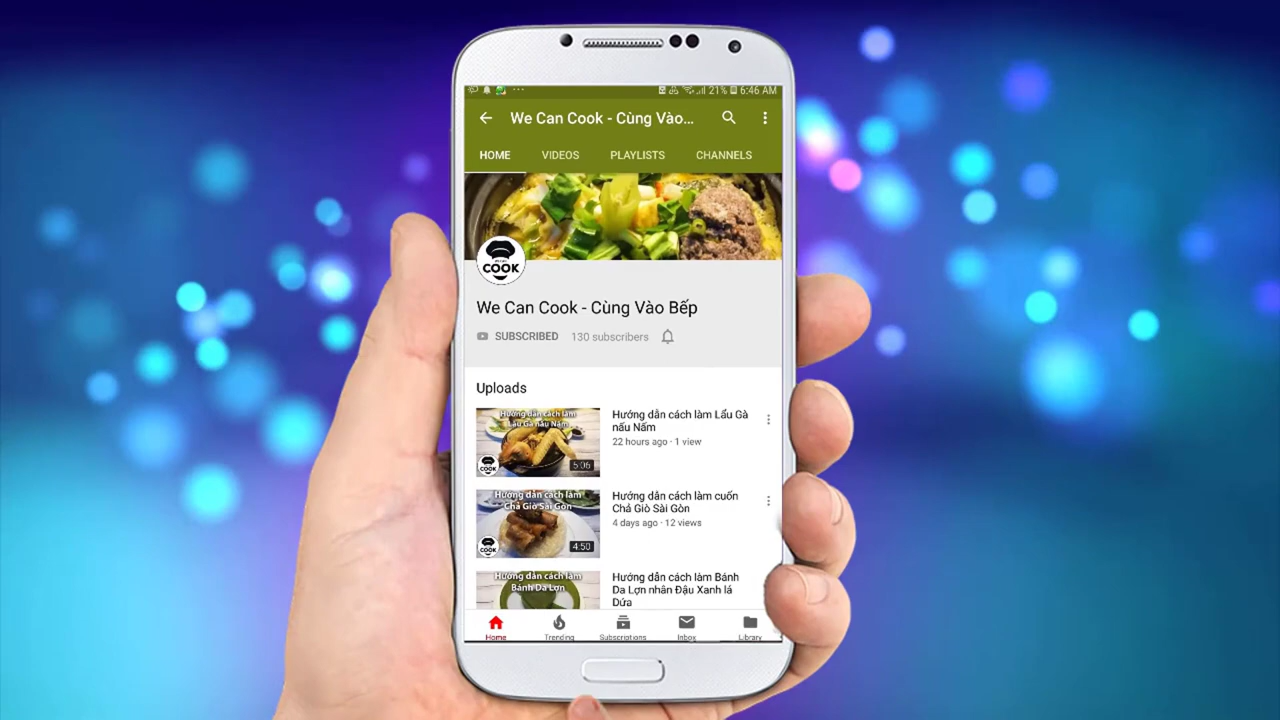 21% 6:46 AM
We Can Cook - Cùng Vào...
HOME VIDEOS PLAYLISTS CHANNELS
COOK
We Can Cook - Cùng Vào Bếp
SUBSCRIBED 130 subscribers
Uploads
Hướng dẫn cách làm
Lẩu Gà nấu Nấm
COOK
5:06
Hướng dẫn cách làm Lẩu Gà
nấu Nấm
22 hours ago · 1 view
Hướng dẫn cách làm
Chả Giò Sài Gòn
COOK
4:50
Hướng dẫn cách làm cuốn
Chả Giò Sài Gòn
4 days ago · 12 views
Hướng dẫn cách làm
Bánh Da Lợn
Hướng dẫn cách làm Bánh
Da Lợn nhân Đậu Xanh lá
Dứa
Home Trending Subscriptions Inbox Library